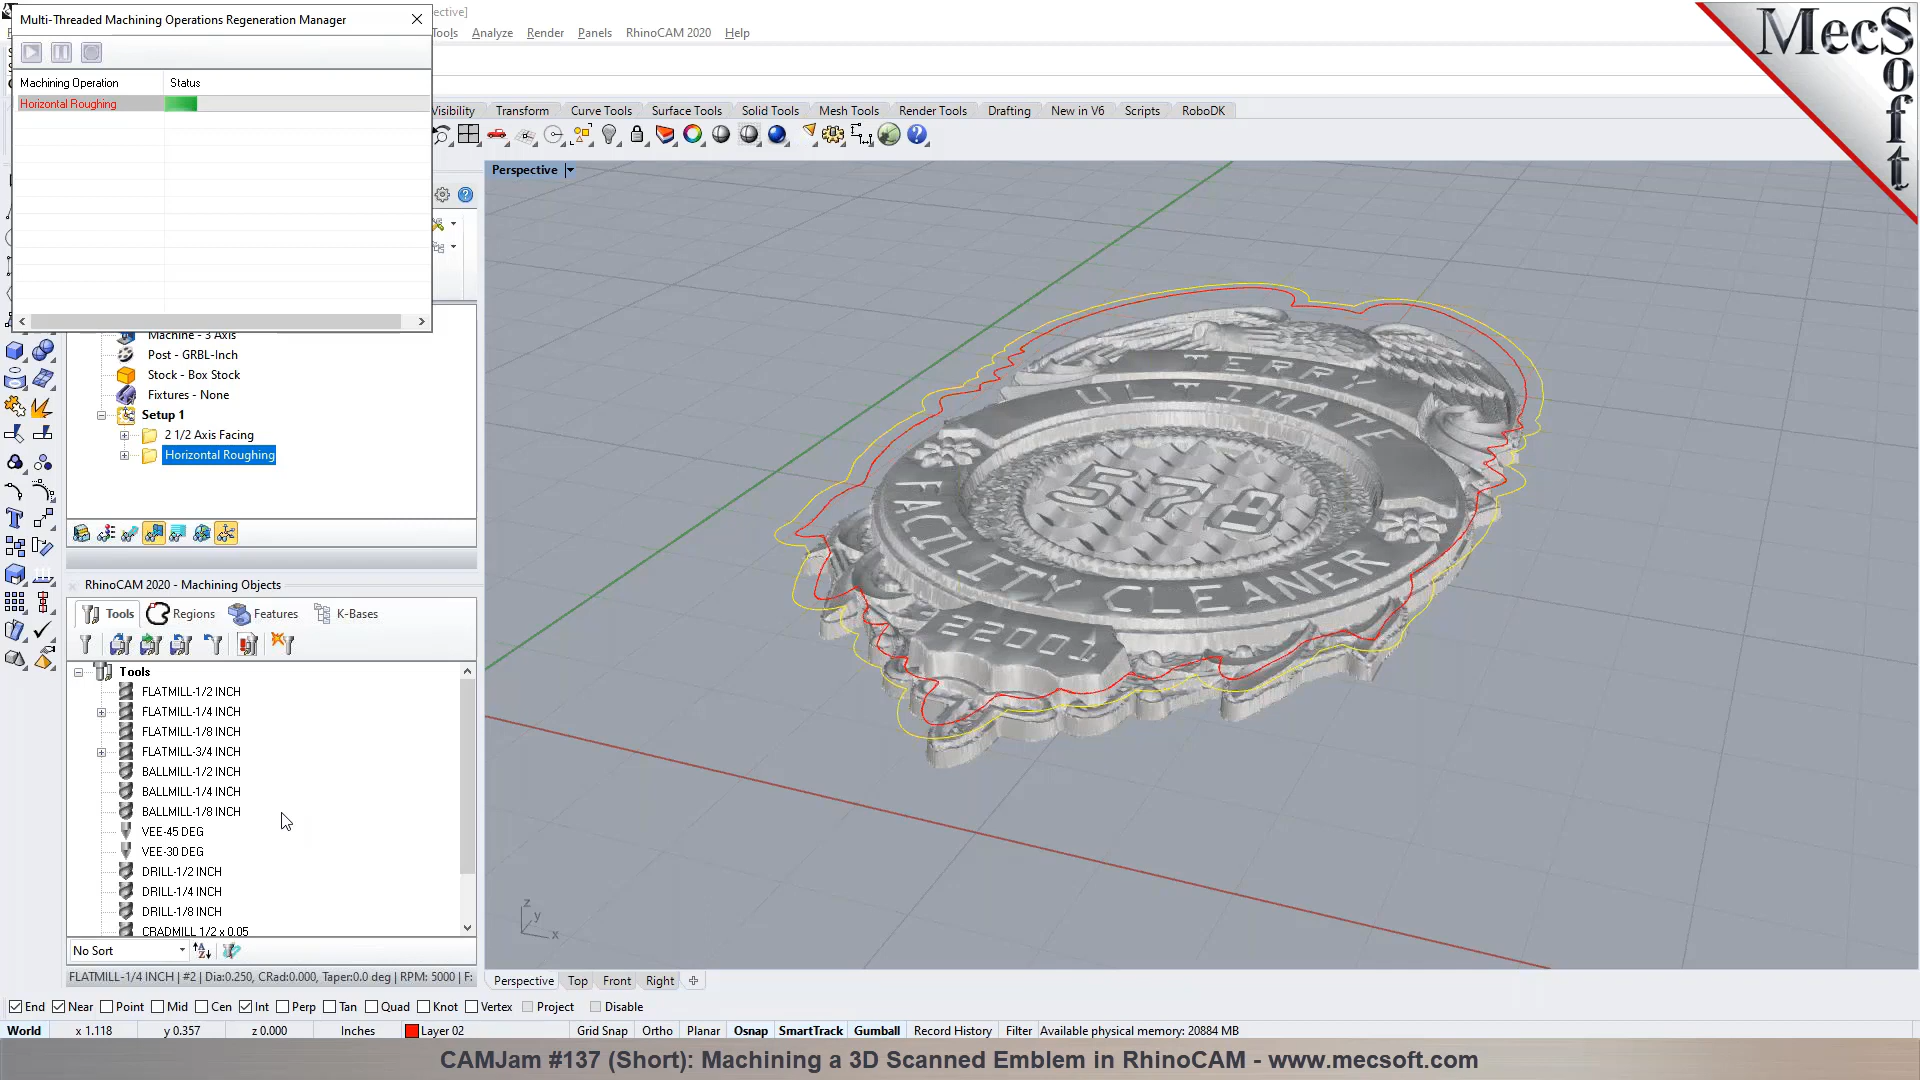 Multi-Threaded Machining Operations Regeneration Manager
ective]
Tools Analyze Render Panels RhinoCAM 2020 Help
Machining Operation Status
Horizontal Roughing
isibility Transform Curve Tools Surface Tools Solid Tools Mesh Tools Render Tools Drafting New in V6 Scripts RoboDK
MecSoft
Perspective
Machine - 3 Axis
Post - GRBL-Inch
Stock - Box Stock
Fixtures - None
Setup 1
2 1/2 Axis Facing
Horizontal Roughing
TERRY
ULTIMATE
578
FACILITY CLEANER
22001
RhinoCAM 2020 - Machining Objects
Tools Regions Features K-Bases
Tools
FLATMILL-1/2 INCH
FLATMILL-1/4 INCH
FLATMILL-1/8 INCH
FLATMILL-3/4 INCH
BALLMILL-1/2 INCH
BALLMILL-1/4 INCH
BALLMILL-1/8 INCH
VEE-45 DEG
VEE-30 DEG
DRILL-1/2 INCH
DRILL-1/4 INCH
DRILL-1/8 INCH
CRADMILL 1/2 x 0.05
z
y
x
No Sort
FLATMILL-1/4 INCH | #2 | Dia:0.250, CRad:0.000, Taper:0.0 deg | RPM: 5000 | F:
Perspective Top Front Right
End Near Point Mid Cen Int Perp Tan Quad Knot Vertex Project Disable
World x 1.118 y 0.357 z 0.000 Inches Layer 02 Grid Snap Ortho Planar Osnap SmartTrack Gumball Record History Filter Available physical memory: 20884 MB
CAMJam #137 (Short): Machining a 3D Scanned Emblem in RhinoCAM - www.mecsoft.com